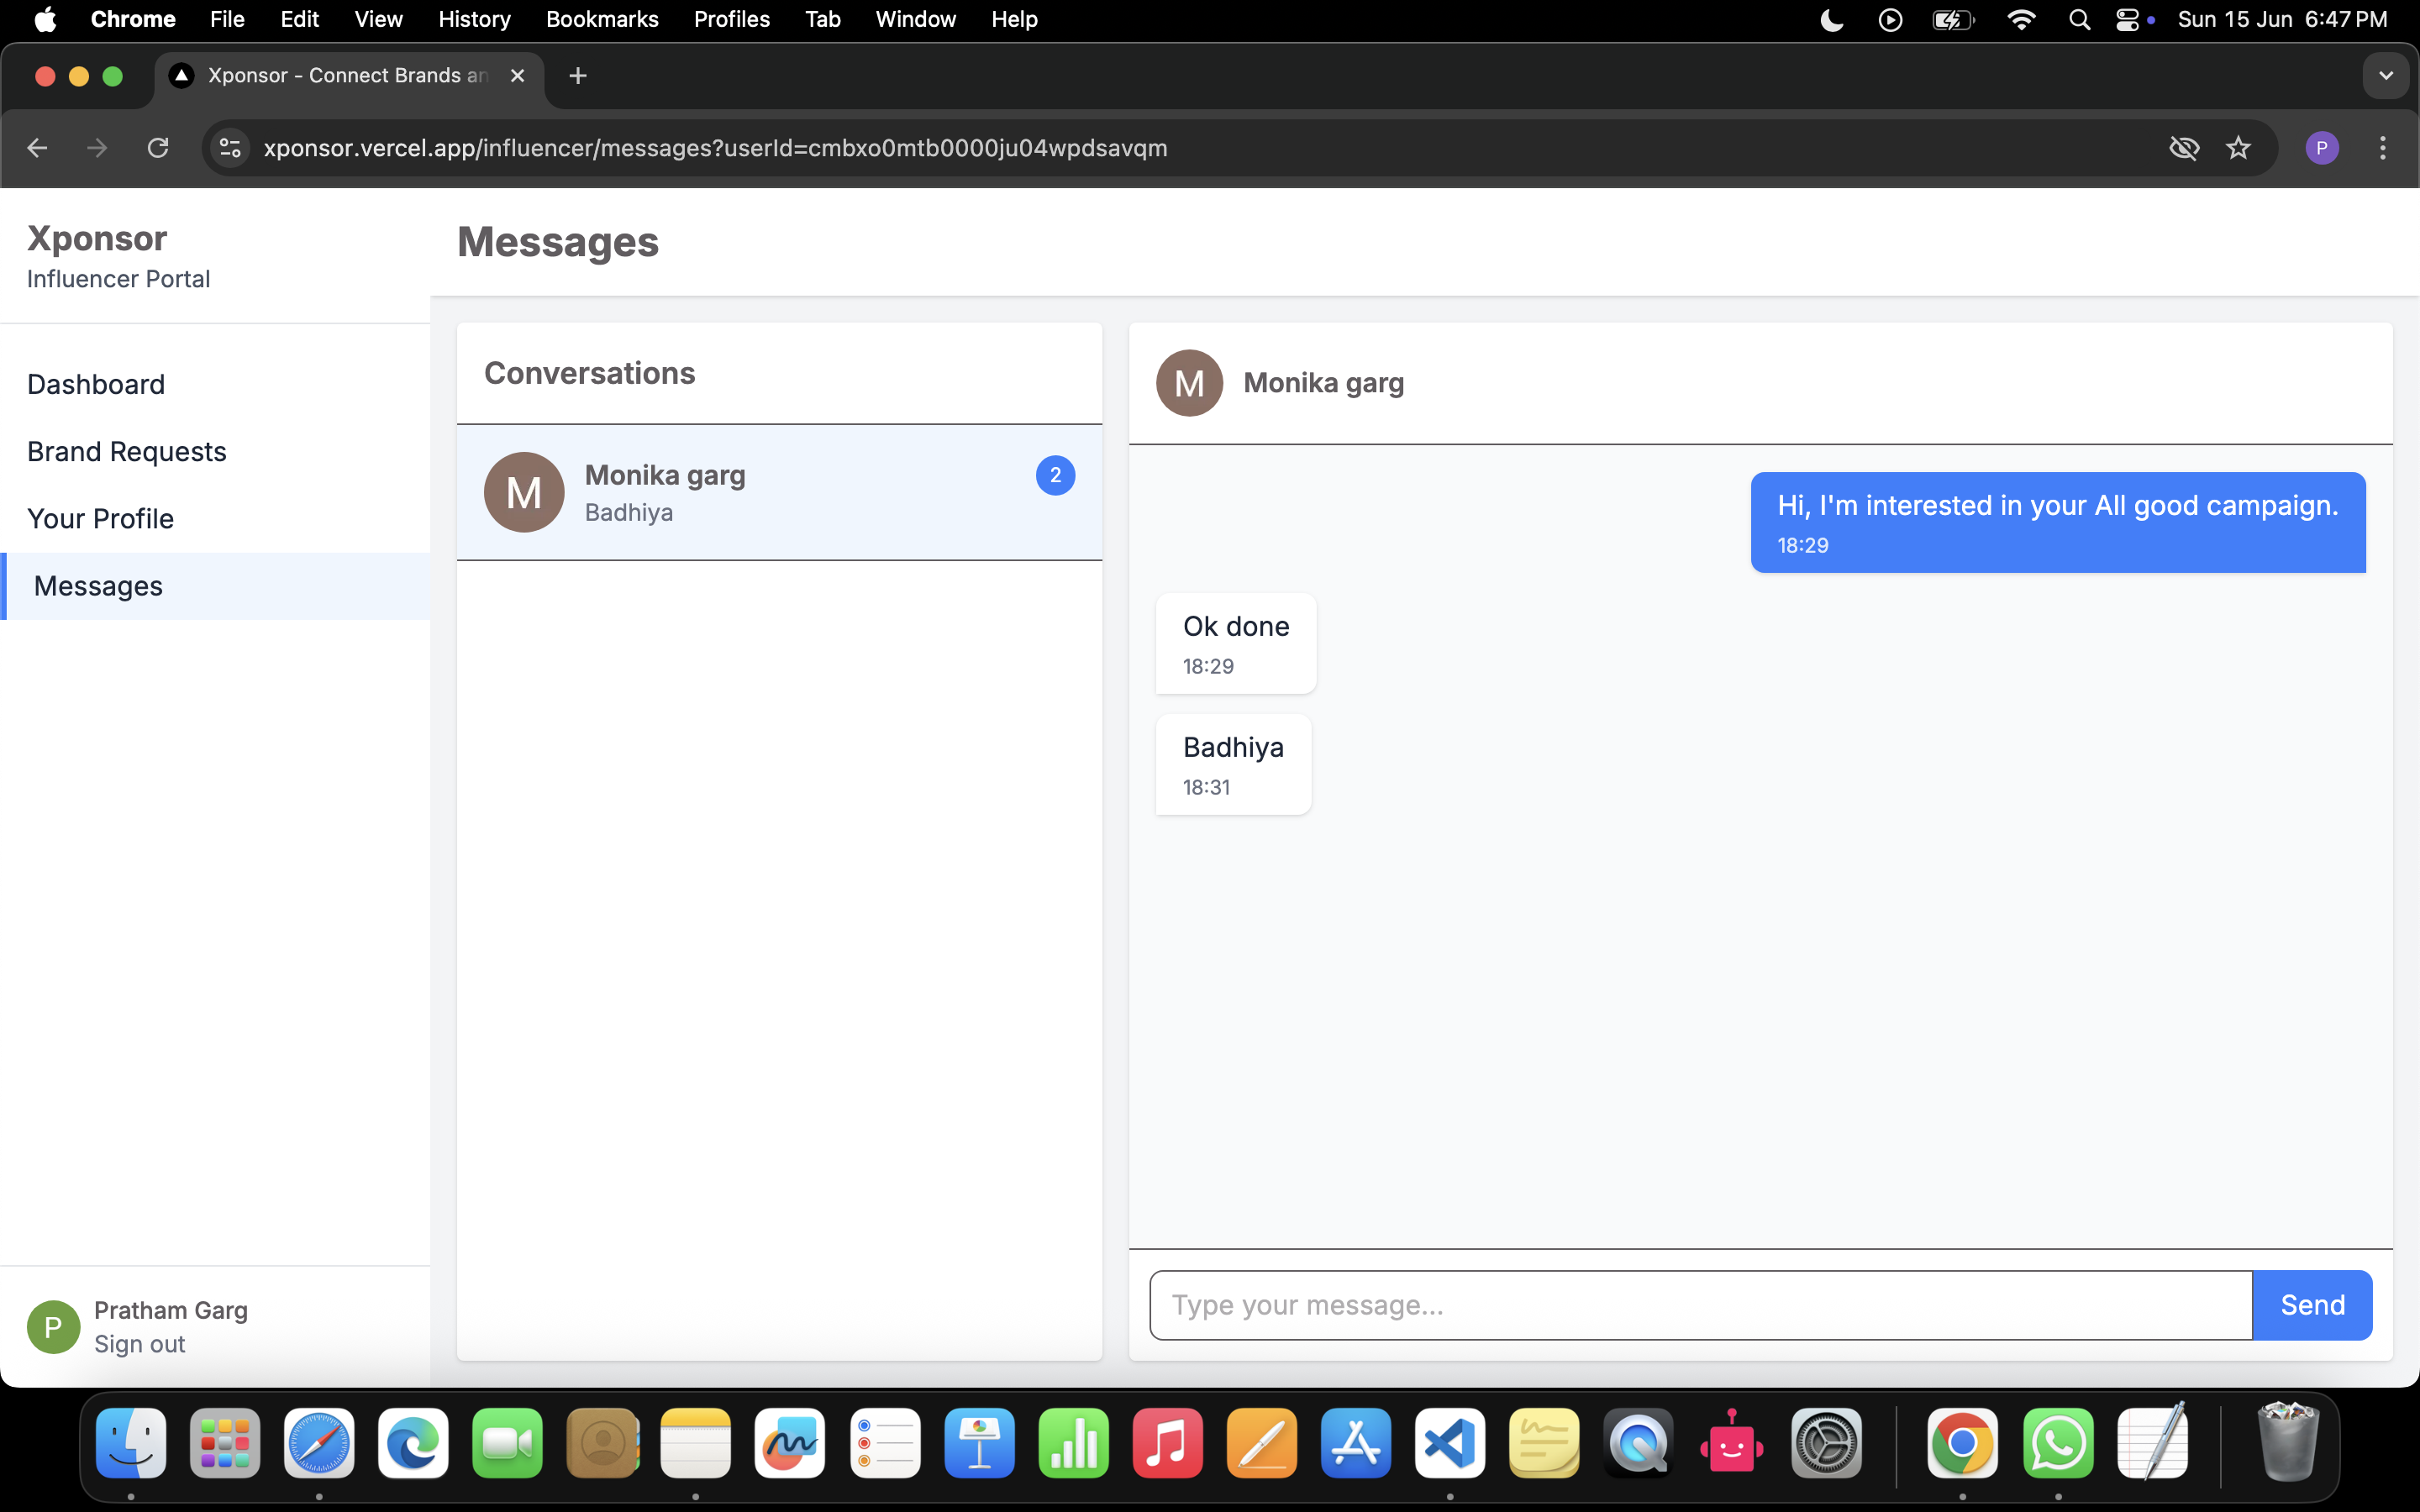 Chrome File Edit View History Bookmarks Profiles Tab Window Help Sun 15 Jun 6:47 PM
Xponsor - Connect Brands an
xponsor.vercel.app/influencer/messages?userId=cmbxo0mtb0000ju04wpdsavqm
P
Xponsor
Influencer Portal
Dashboard
Brand Requests
Your Profile
Messages
P
Pratham Garg
Sign out
Messages
Conversations
M
Monika garg
Badhiya
2
M
Monika garg
Hi, I'm interested in your All good campaign.
18:29
Ok done
18:29
Badhiya
18:31
Type your message...
Send